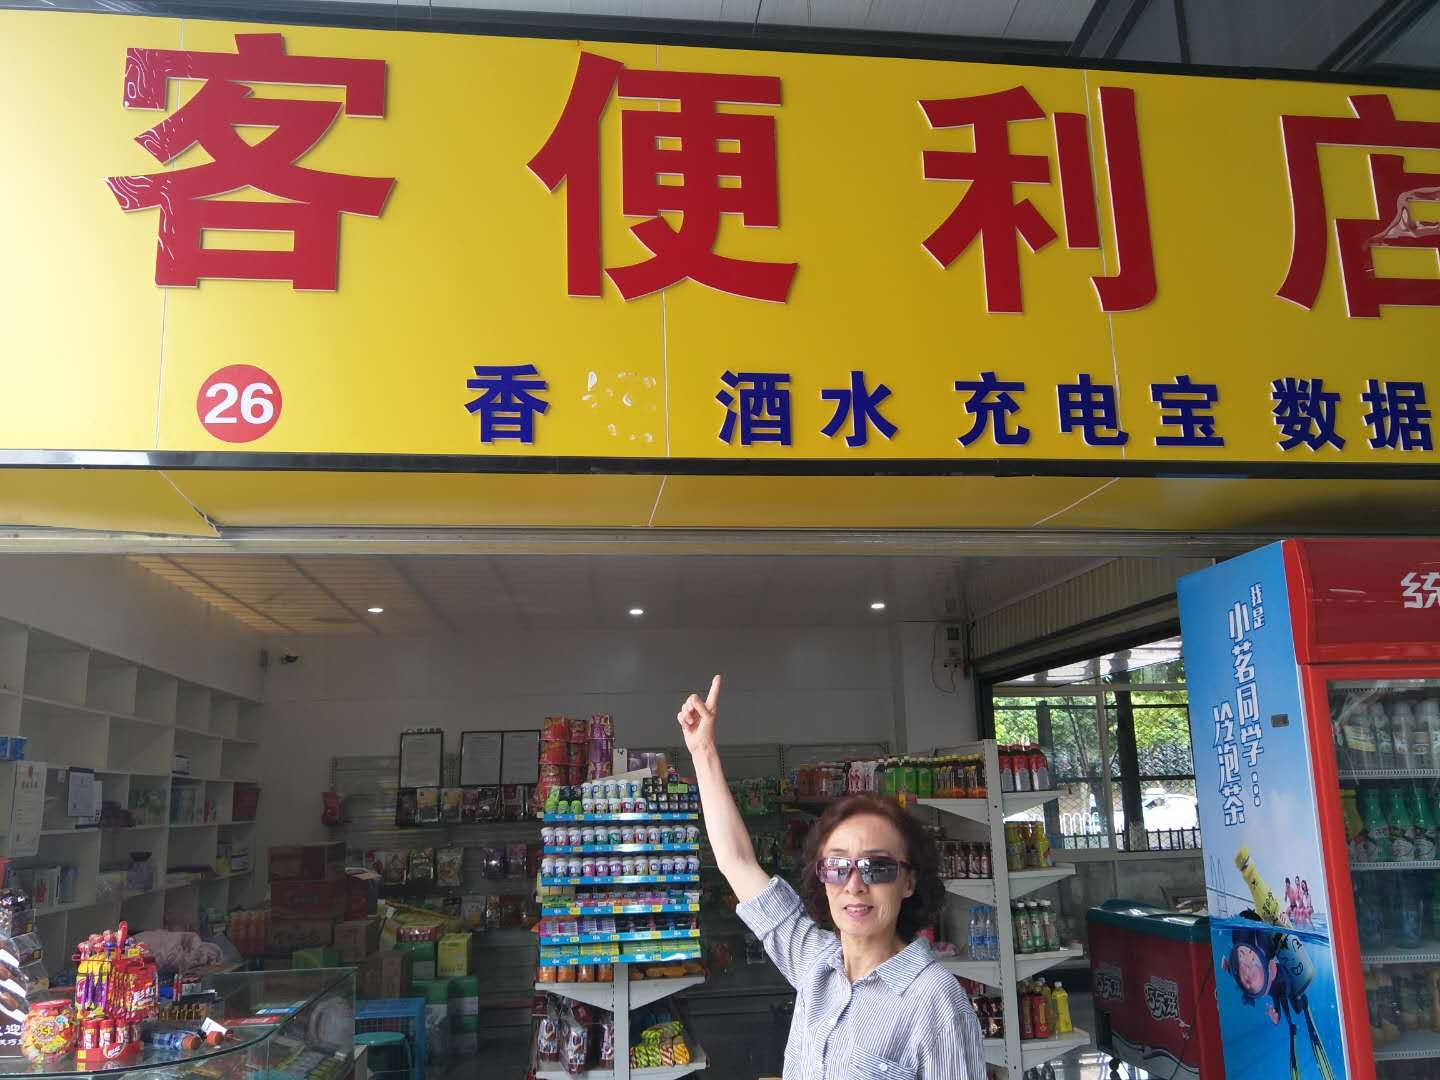 客便利店
26 香 酒水 充电宝 数据
统
我是
小茗同学…
冷泡茶